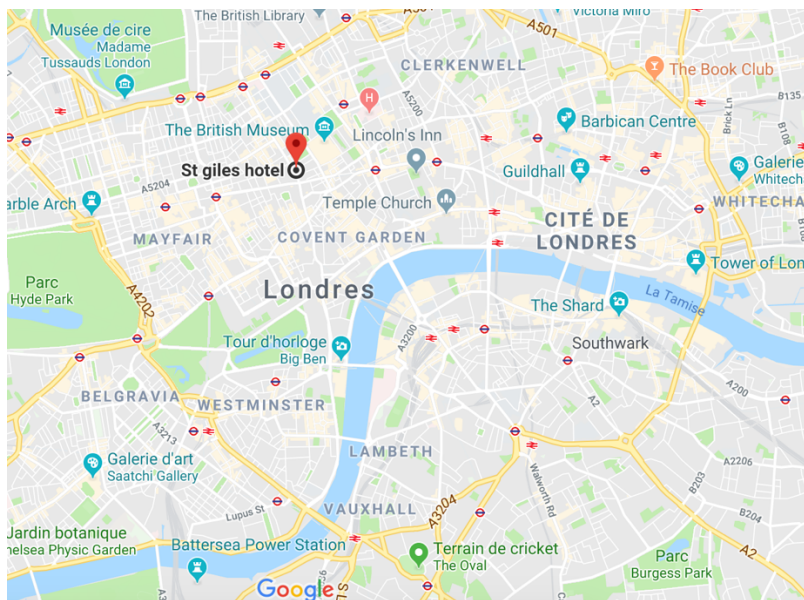 The British Library
A501
Victoria Miro
Musée de cire
Madame
Tussauds London
A501
CLERKENWELL
The Book Club
B135
H
A5200
Brick Ln
The British Museum
Lincoln's Inn
Barbican Centre
B108
St giles hotel
Guildhall
Galerie
Whitecha
A5204
arble Arch
Temple Church
WHITECHA
MAYFAIR
COVENT GARDEN
CITÉ DE
LONDRES
Parc
Hyde Park
A4202
Londres
Tower of Lon
La Tamise
The Shard
Tour d'horloge
Big Ben
A3200
Southwark
BELGRAVIA
WESTMINSTER
A200
A2
A3213
LAMBETH
Galerie d'art
Saatchi Gallery
A2206
Walworth Rd
B203
Lupus St
VAUXHALL
A3204
B204
Jardin botanique
helsea Physic Garden
Battersea Power Station
Terrain de cricket
The Oval
A2
Parc
Burgess Park
Google